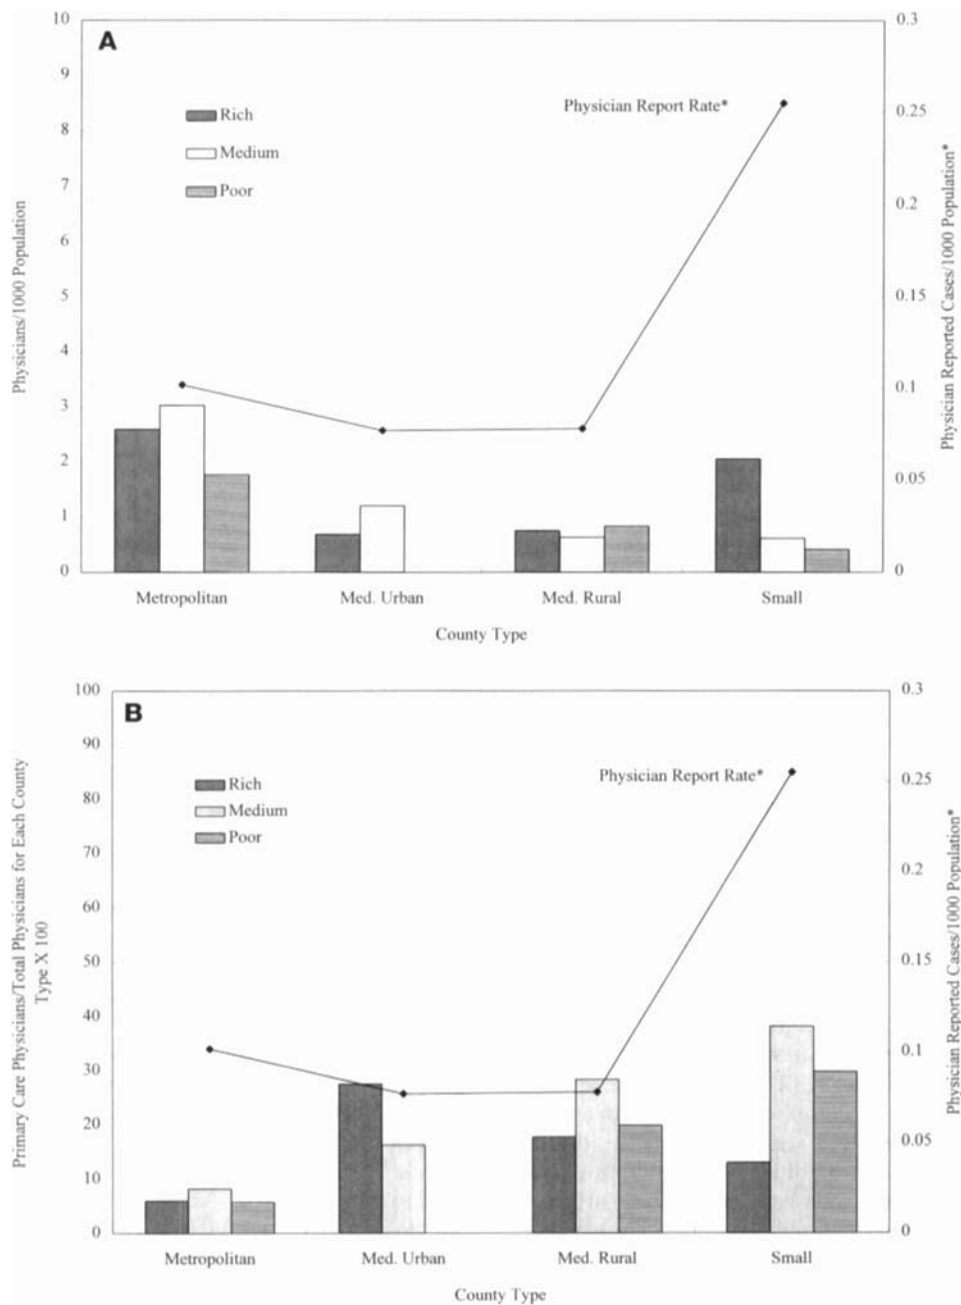 A
10
9
8
7
6
5
4
3
2
1
0
Physicians/1000 Population
Rich
Medium
Poor
Physician Report Rate*
0.3
0.25
0.2
0.15
0.1
0.05
0
Physician Reported Cases/1000 Population*
Metropolitan Med. Urban Med. Rural Small
County Type
B
100
90
80
70
60
50
40
30
20
10
0
Primary Care Physicians/Total Physicians for Each County
Type X 100
Rich
Medium
Poor
Physician Report Rate*
0.3
0.25
0.2
0.15
0.1
0.05
0
Physician Reported Cases/1000 Population*
Metropolitan Med. Urban Med. Rural Small
County Type